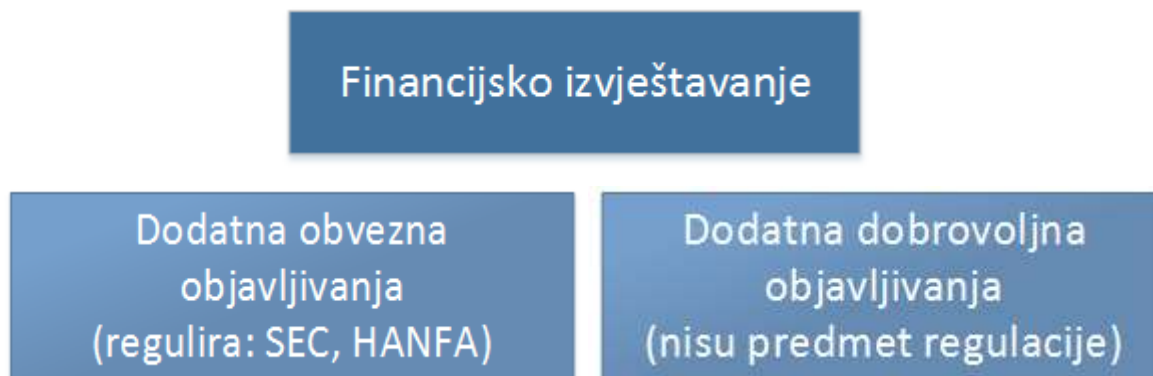 Financijsko izvještavanje
Dodatna obvezna
objavljivanja
(regulira: SEC, HANFA)
Dodatna dobrovoljna
objavljivanja
(nisu predmet regulacije)